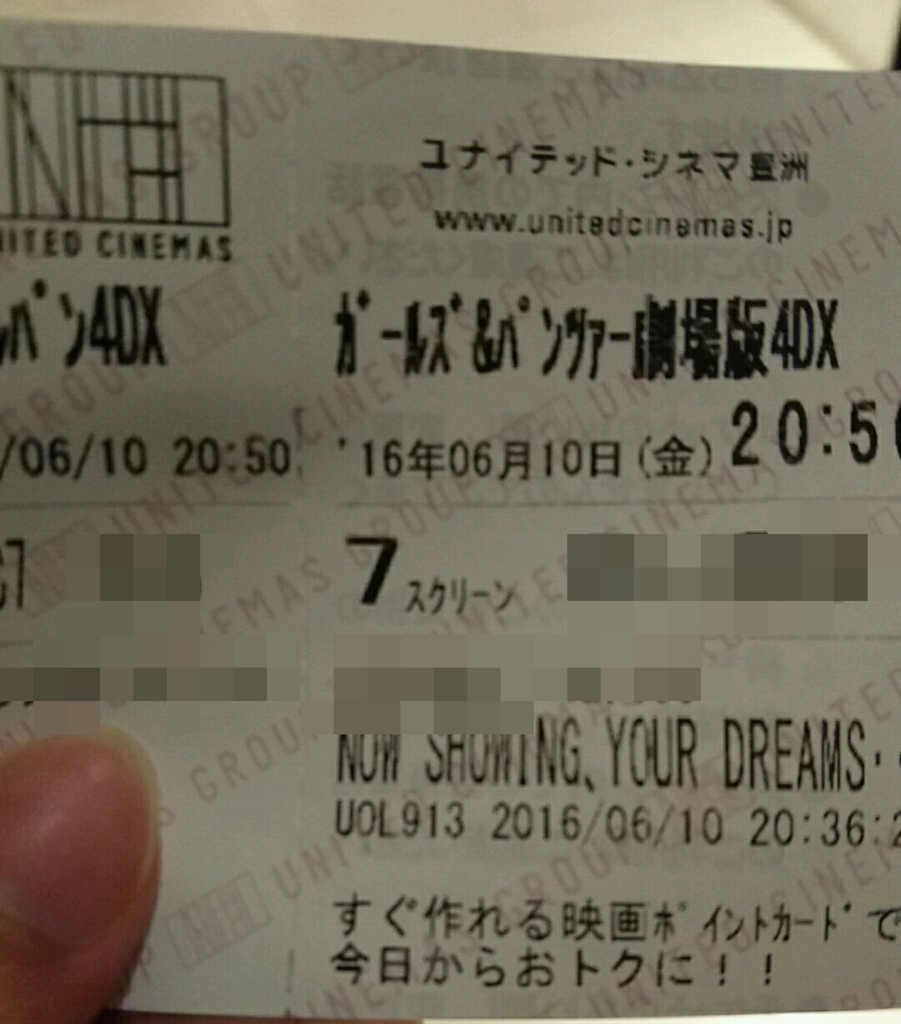 UNITED CINEMAS
ﾙﾊﾟﾝ4DX
/06/10 20:50
ユナイテッド・シネマ豊洲
www.unitedcinemas.jp
ｶﾞｰﾙｽﾞ&ﾊﾟﾝﾂｧｰ劇場版4DX
'16年06月10日(金) 20:50
7スクリーン
NOW SHOWING、YOUR DREAMS・
UOL913 2016/06/10 20:36:2
すぐ作れる映画ﾎﾟｲﾝﾄｶｰﾄﾞで
今日からおトクに！！